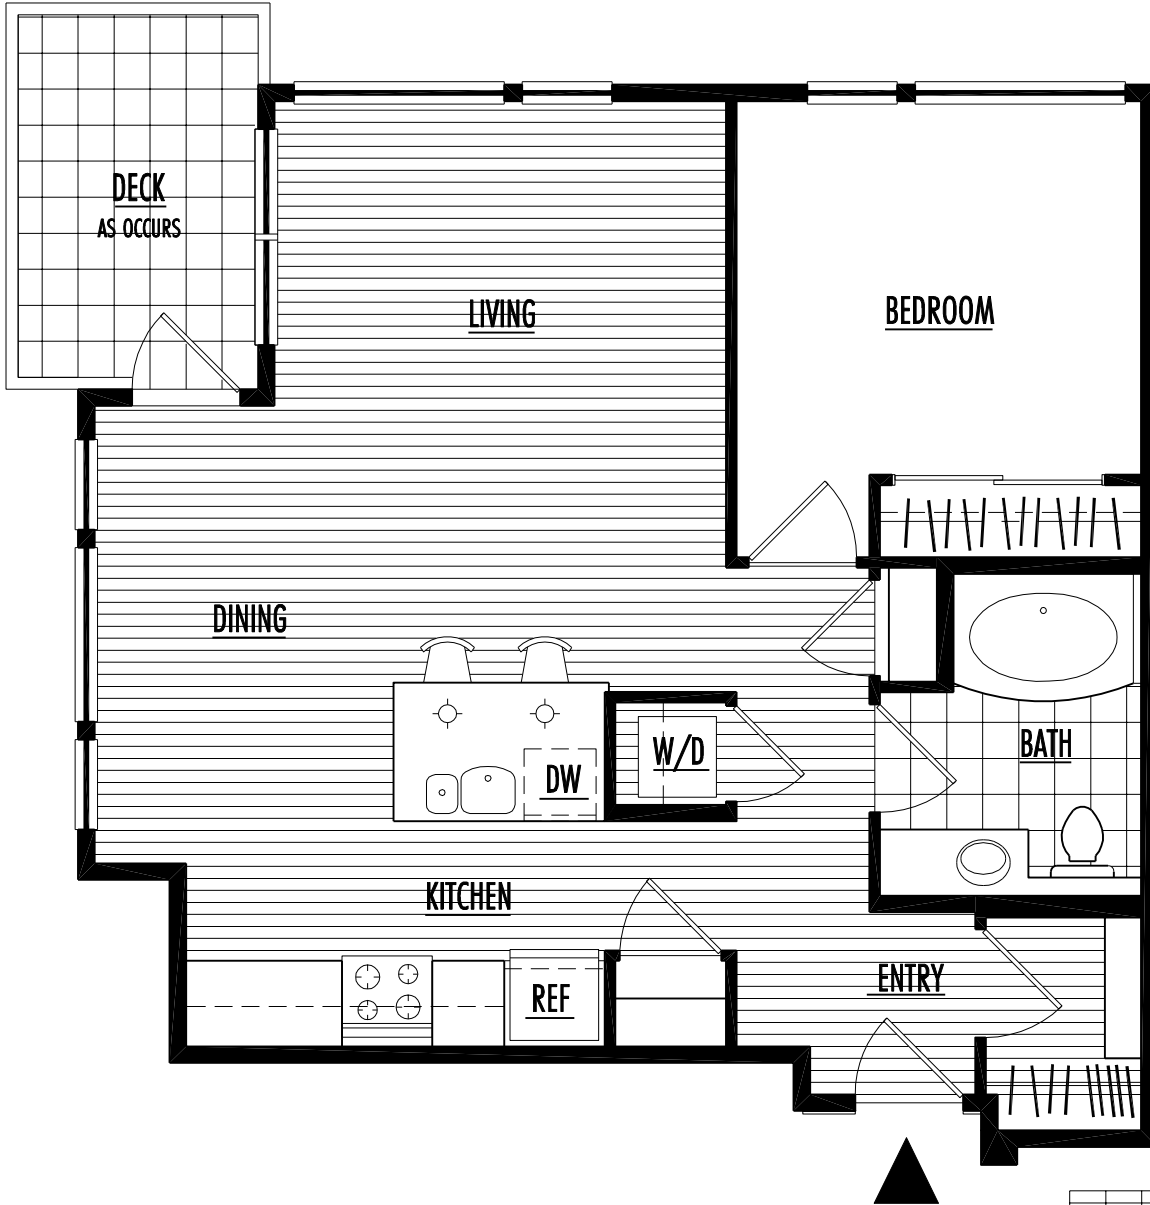 DECK
AS OCCURS
LIVING
BEDROOM
DINING
W/D
BATH
DW
KITCHEN
ENTRY
REF